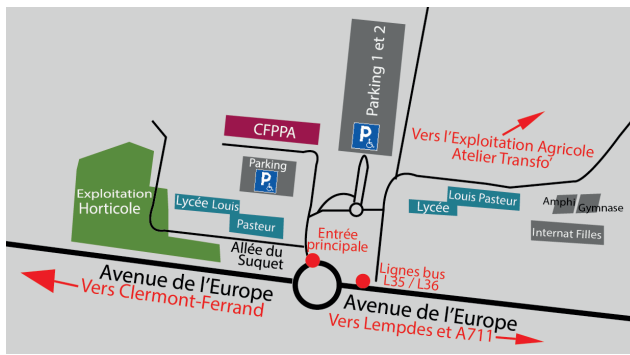 Parking 1 et 2
P
CFPPA
Vers l'Exploitation Agricole
Atelier Transfo°
Parking
P
Exploitation
Horticole
Lycée Louis
Pasteur
Louis Pasteur
Lycée
Amphi
Gymnase
Internat Filles
Allée du
Suquet
Entrée
principale
Lignes bus
L35 / L36
Avenue de l'Europe
Vers Clermont-Ferrand
Avenue de l'Europe
Vers Lempdes et A711